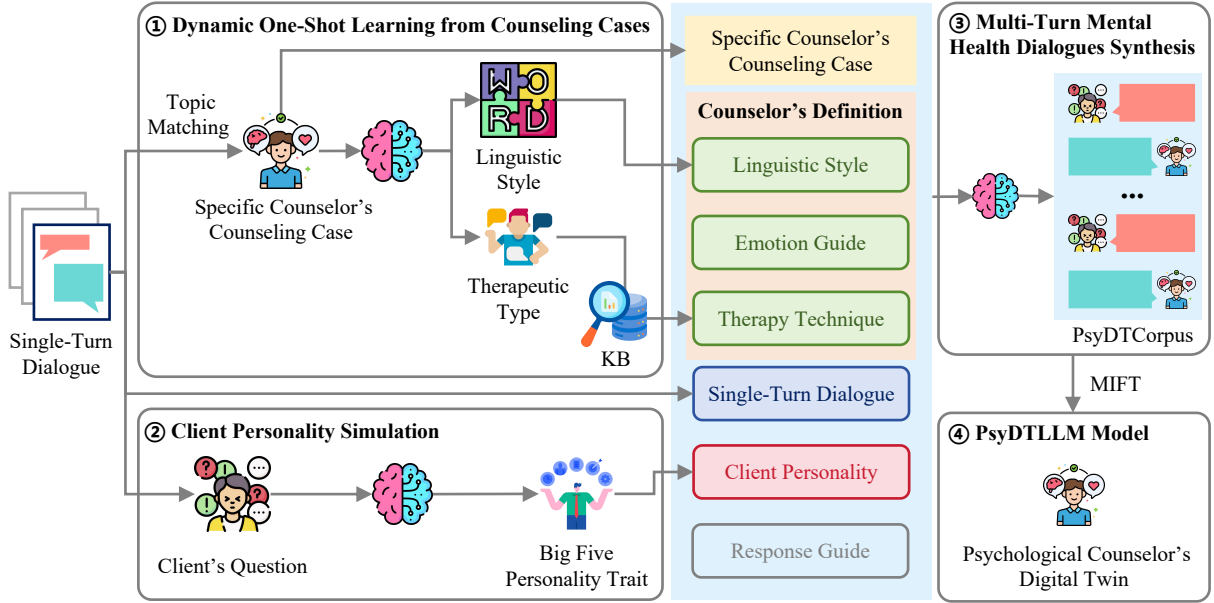 ① Dynamic One-Shot Learning from Counseling Cases
Topic
Matching
Specific Counselor's
Counseling Case
W O
R D
Linguistic
Style
Therapeutic
Type
KB
Single-Turn
Dialogue
② Client Personality Simulation
Client's Question
Big Five
Personality Trait
Specific Counselor's
Counseling Case
Counselor's Definition
Linguistic Style
Emotion Guide
Therapy Technique
Single-Turn Dialogue
Client Personality
Response Guide
③ Multi-Turn Mental
Health Dialogues Synthesis
...
PsyDTCorpus
MIFT
④ PsyDTLLM Model
Psychological Counselor's
Digital Twin